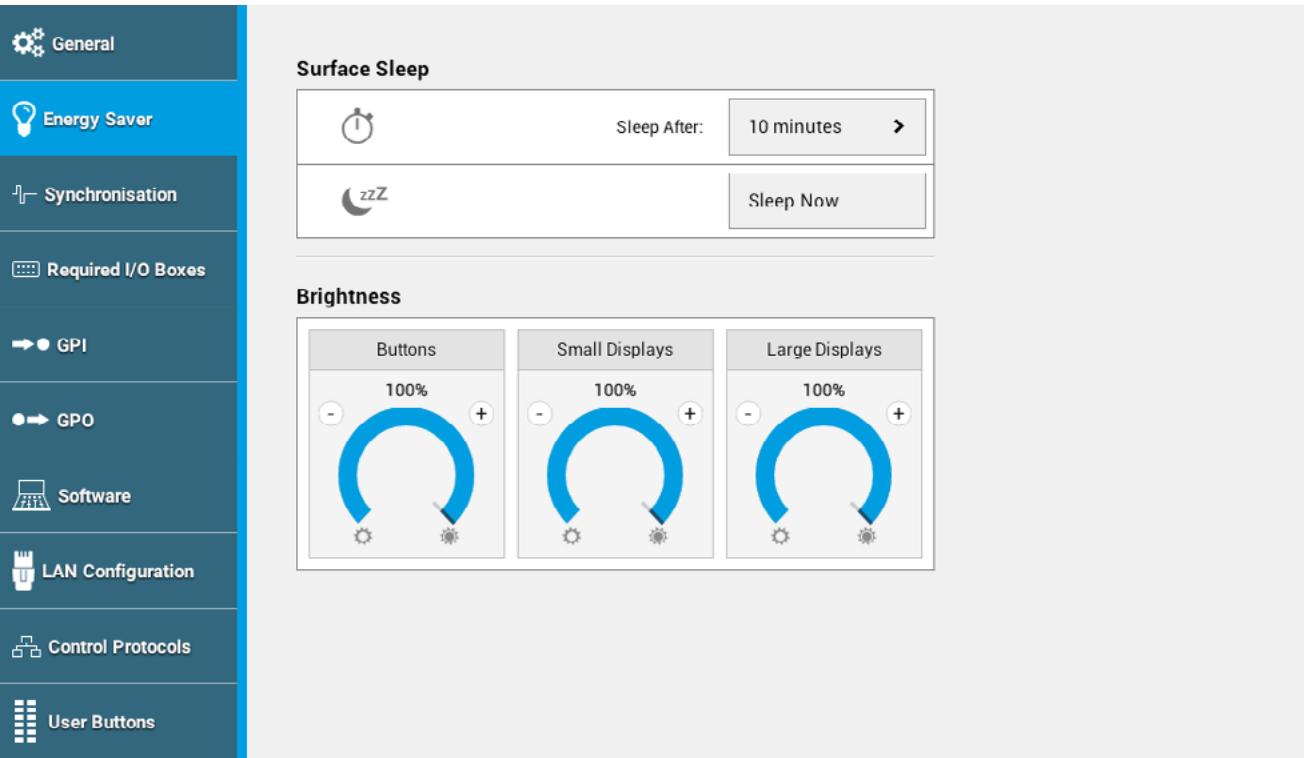 General
Energy Saver
Synchronisation
Required I/O Boxes
GPI
GPO
Software
LAN Configuration
Control Protocols
User Buttons
Surface Sleep
Sleep After: 10 minutes >
zzZ Sleep Now
Brightness
Buttons Small Displays Large Displays
100% 100% 100%
- + - + - +